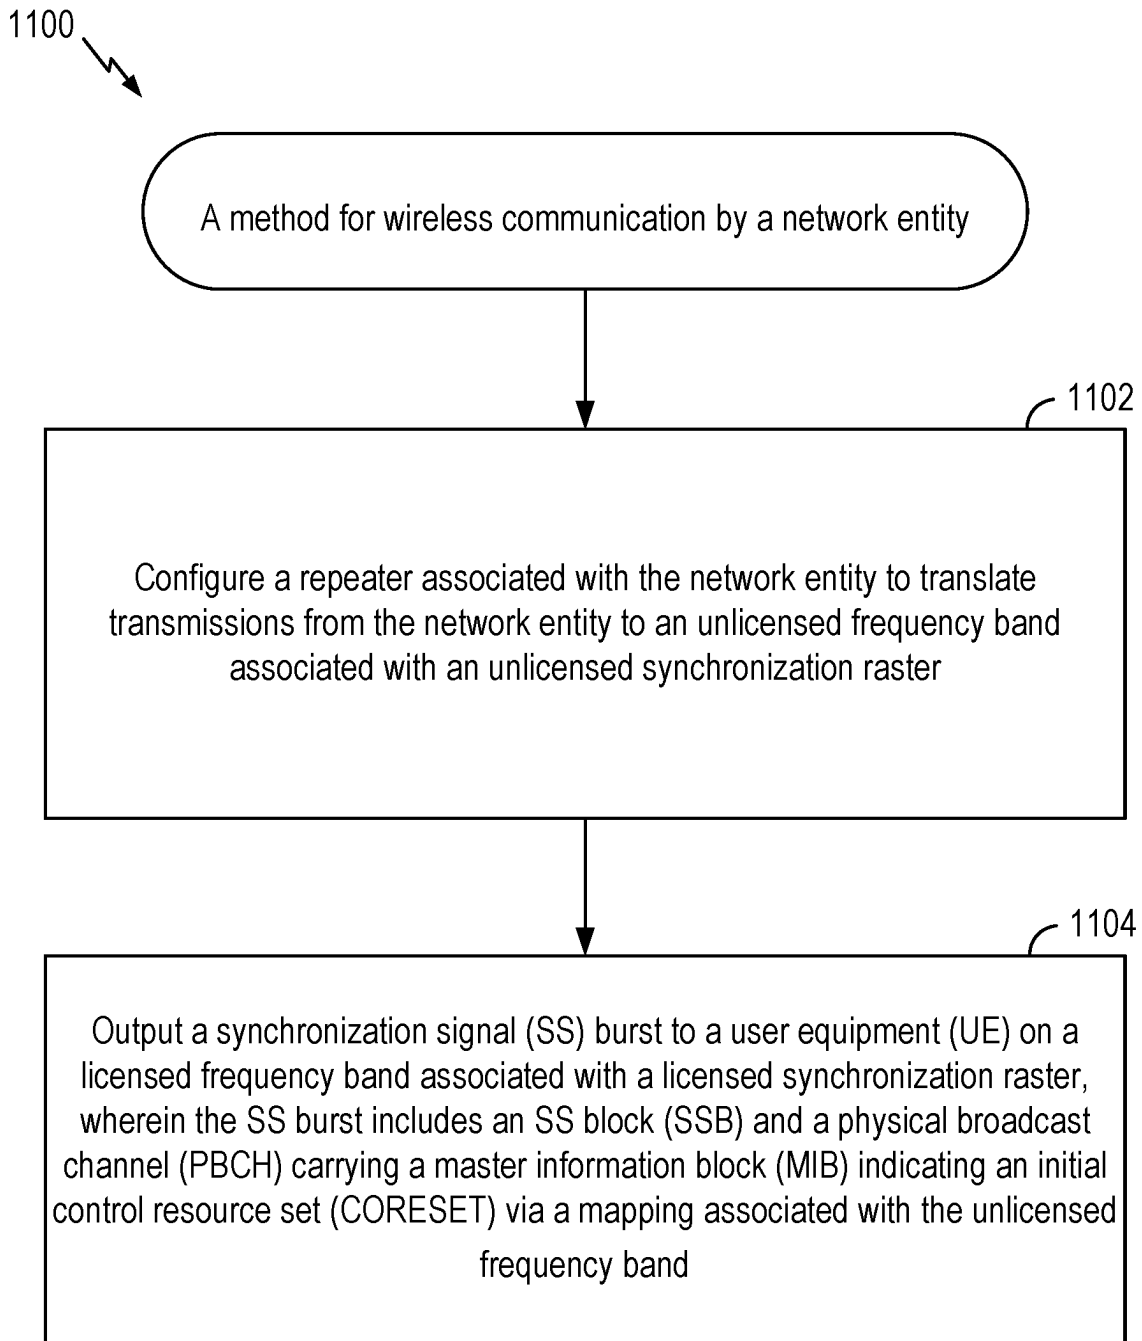 1100
A method for wireless communication by a network entity
1102
Configure a repeater associated with the network entity to translate
transmissions from the network entity to an unlicensed frequency band
associated with an unlicensed synchronization raster
1104
Output a synchronization signal (SS) burst to a user equipment (UE) on a
licensed frequency band associated with a licensed synchronization raster,
wherein the SS burst includes an SS block (SSB) and a physical broadcast
channel (PBCH) carrying a master information block (MIB) indicating an initial
control resource set (CORESET) via a mapping associated with the unlicensed
frequency band